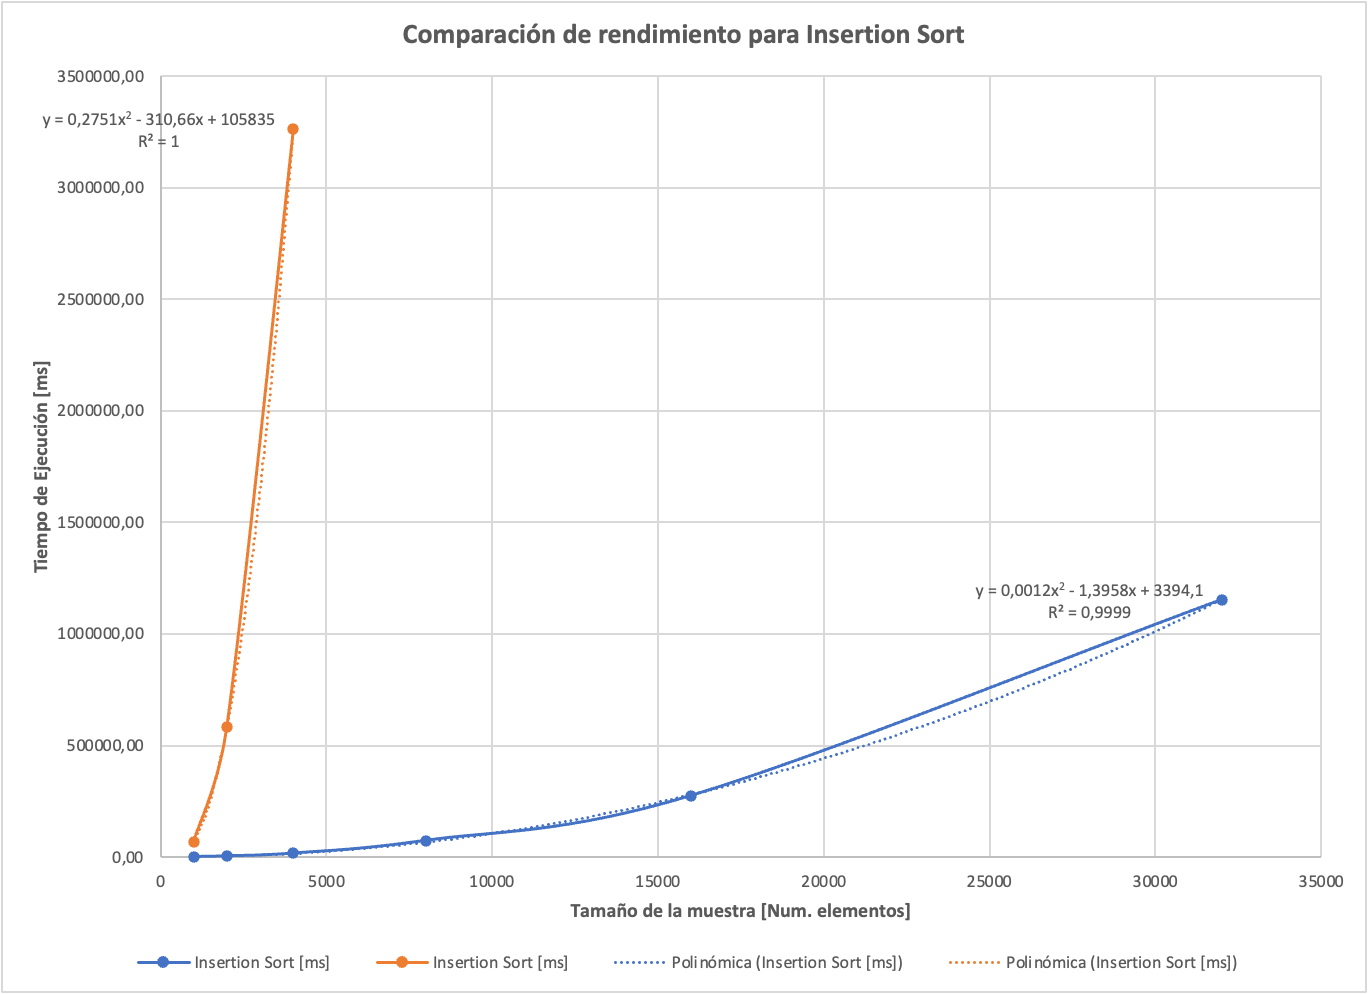 Comparación de rendimiento para Insertion Sort
3500000,00
y = 0,2751x² - 310,66x + 105835
R² = 1
3000000,00
2500000,00
2000000,00
1500000,00
1000000,00
500000,00
0,00
y = 0,0012x² - 1,3958x + 3394,1
R² = 0,9999
Tiempo de Ejecución [ms]
0 5000 10000 15000 20000 25000 30000 35000
Tamaño de la muestra [Num. elementos]
Insertion Sort [ms] Insertion Sort [ms] Polinómica (Insertion Sort [ms]) Polinómica (Insertion Sort [ms])